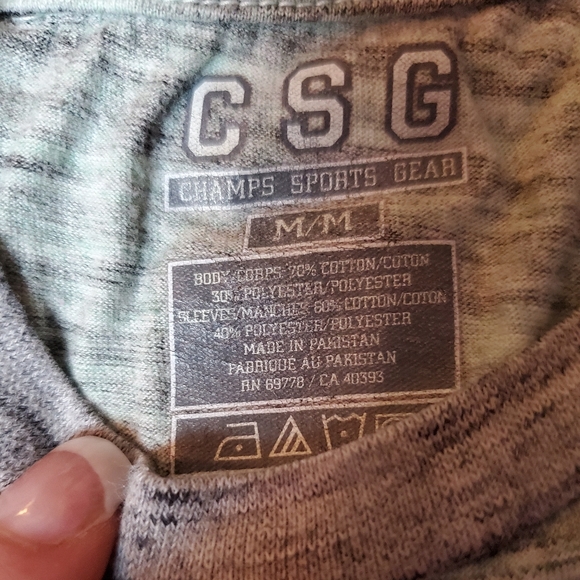 CSG
CHAMPS SPORTS GEAR
M/M
BODY/CORPS 70% COTTON/COTON
30% POLYESTER/POLYESTER
SLEEVES/MANCHES 60% COTTON/COTON
40% POLYESTER/POLYESTER
MADE IN PAKISTAN
FABRIQUE AU PAKISTAN
RN 69778 / CA 40393